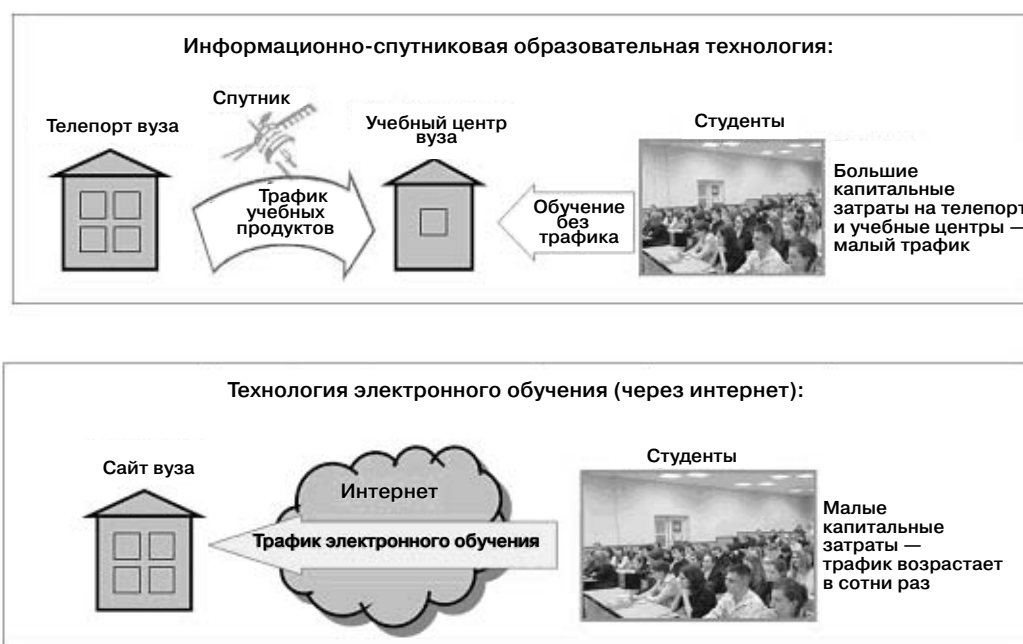 Информационно-спутниковая образовательная технология:
Спутник
Телепорт вуза
Учебный центр
вуза
Студенты
Трафик
учебных
продуктов
Обучение
без
трафика
Большие
капитальные
затраты на телепорт
и учебные центры —
малый трафик
Технология электронного обучения (через интернет):
Сайт вуза
Интернет
Трафик электронного обучения
Студенты
Малые
капитальные
затраты —
трафик возрастает
в сотни раз